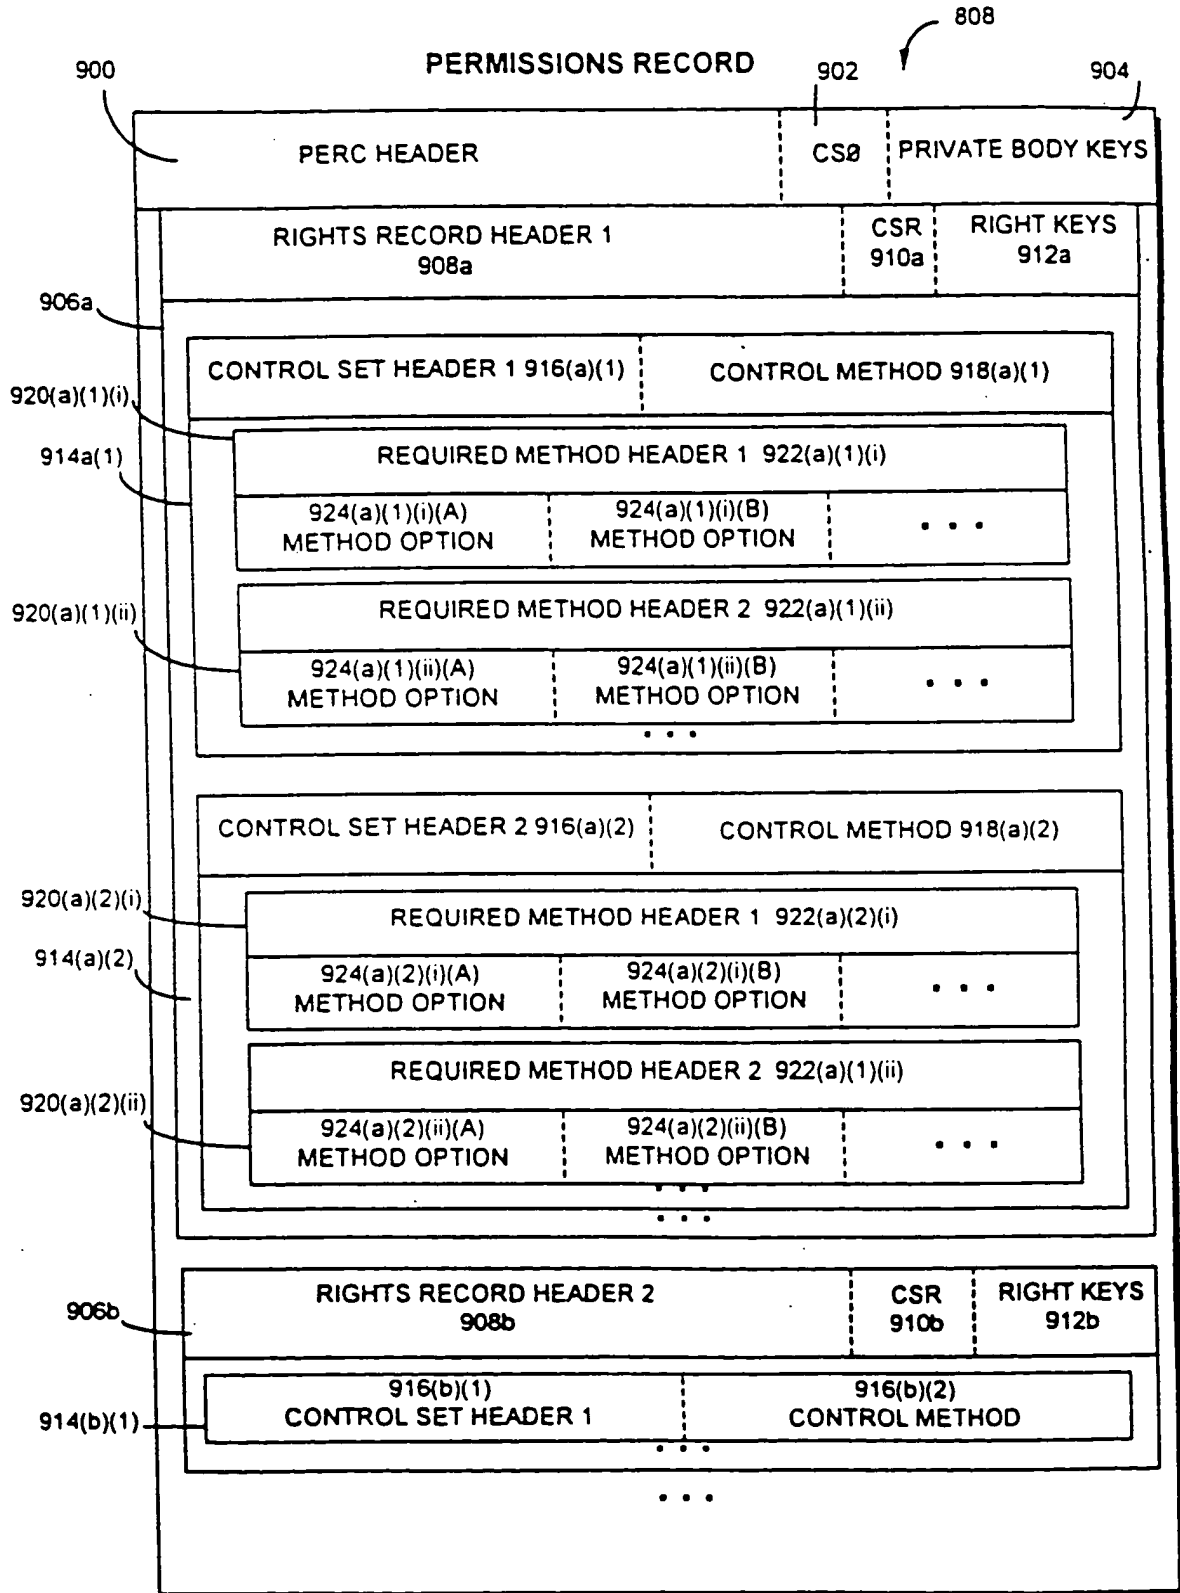 808
PERMISSIONS RECORD
900
902
904
PERC HEADER
CSØ
PRIVATE BODY KEYS
RIGHTS RECORD HEADER 1
908a
CSR
910a
RIGHT KEYS
912a
906a
CONTROL SET HEADER 1 916(a)(1)
CONTROL METHOD 918(a)(1)
920(a)(1)(i)
914a(1)
REQUIRED METHOD HEADER 1 922(a)(1)(i)
924(a)(1)(i)(A)
METHOD OPTION
924(a)(1)(i)(B)
METHOD OPTION
• • •
920(a)(1)(ii)
REQUIRED METHOD HEADER 2 922(a)(1)(ii)
924(a)(1)(ii)(A)
METHOD OPTION
924(a)(1)(ii)(B)
METHOD OPTION
• • •
• • •
CONTROL SET HEADER 2 916(a)(2)
CONTROL METHOD 918(a)(2)
920(a)(2)(i)
914(a)(2)
REQUIRED METHOD HEADER 1 922(a)(2)(i)
924(a)(2)(i)(A)
METHOD OPTION
924(a)(2)(i)(B)
METHOD OPTION
• • •
920(a)(2)(ii)
REQUIRED METHOD HEADER 2 922(a)(1)(ii)
924(a)(2)(ii)(A)
METHOD OPTION
924(a)(2)(ii)(B)
METHOD OPTION
• • •
• • •
• • •
906b
RIGHTS RECORD HEADER 2
908b
CSR
910b
RIGHT KEYS
912b
914(b)(1)
916(b)(1)
CONTROL SET HEADER 1
916(b)(2)
CONTROL METHOD
• • •
• • •